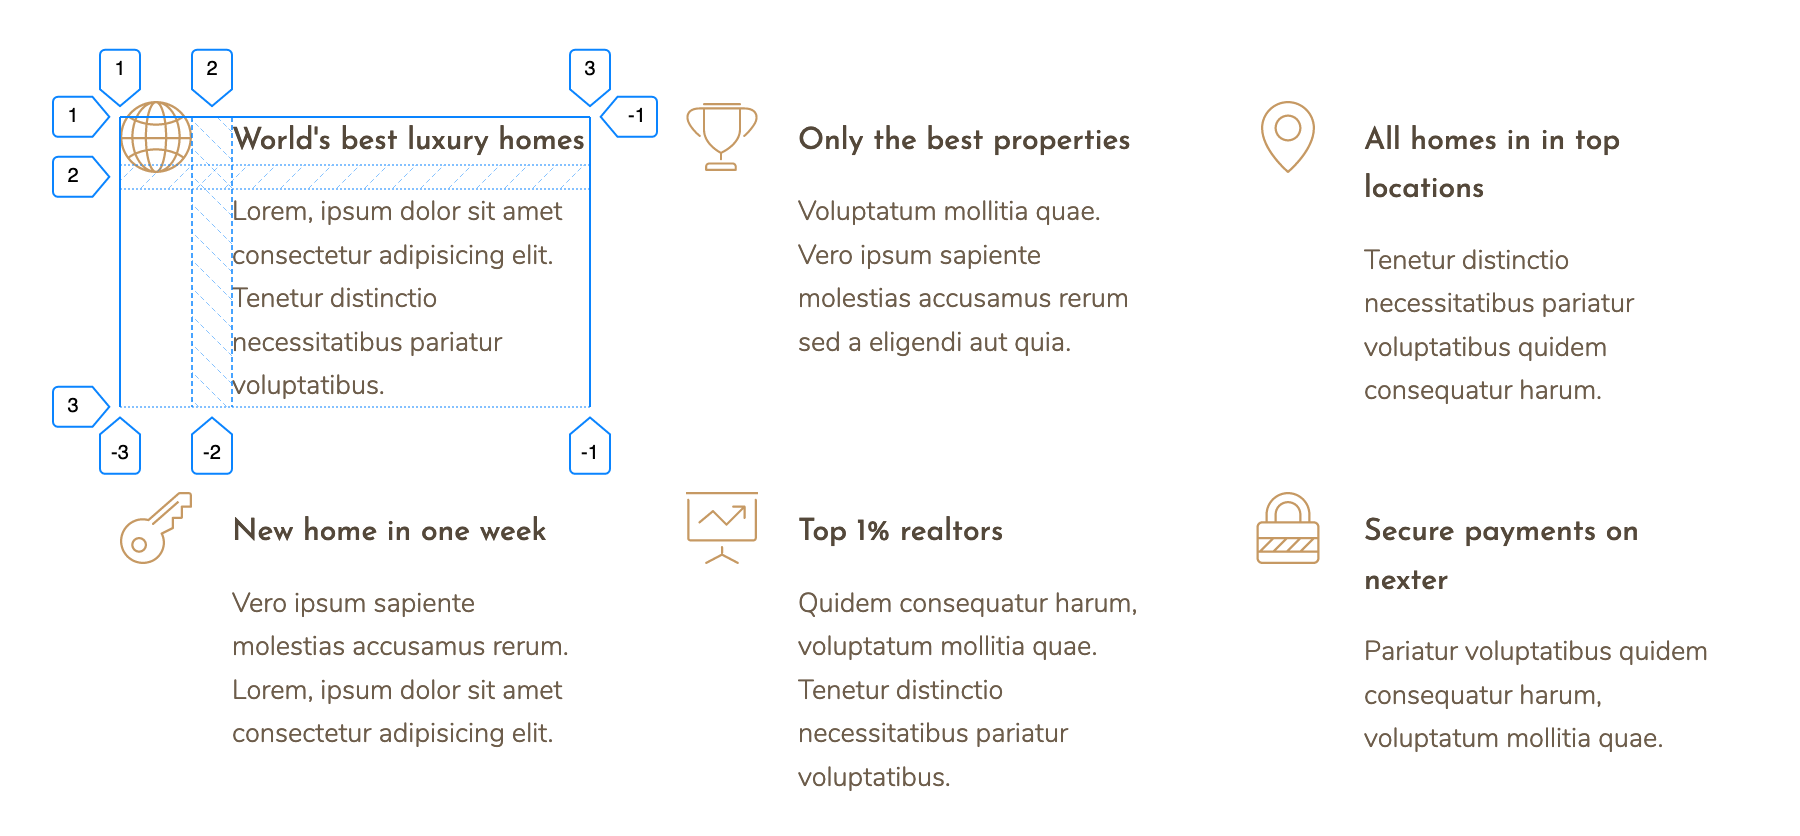 1
2
3
1
-1
World's best luxury homes
2
Lorem, ipsum dolor sit amet
consectetur adipisicing elit.
Tenetur distinctio
necessitatibus pariatur
voluptatibus.
3
-3
-2
-1
Only the best properties
Voluptatum mollitia quae.
Vero ipsum sapiente
molestias accusamus rerum
sed a eligendi aut quia.
All homes in in top
locations
Tenetur distinctio
necessitatibus pariatur
voluptatibus quidem
consequatur harum.
New home in one week
Vero ipsum sapiente
molestias accusamus rerum.
Lorem, ipsum dolor sit amet
consectetur adipisicing elit.
Top 1% realtors
Quidem consequatur harum,
voluptatum mollitia quae.
Tenetur distinctio
necessitatibus pariatur
voluptatibus.
Secure payments on
nexter
Pariatur voluptatibus quidem
consequatur harum,
voluptatum mollitia quae.